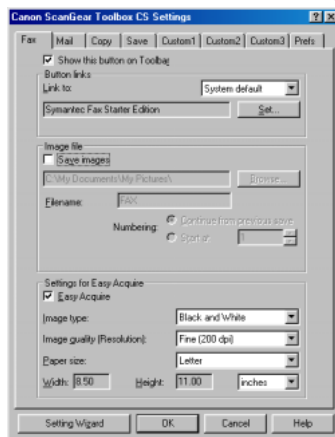 Canon ScanGear Toolbox CS Settings
Fax Mail Copy Save Custom1 Custom2 Custom3 Prefs
Show this button on Toolbar
Button links
Link to: System default
Symantec Fax Starter Edition Set...
Image file
Save images
C:\My Documents\My Pictures\ Browse...
Filename: FAX
Numbering: Continue from previous save
Start at: 1
Settings for Easy Acquire
Easy Acquire
Image type: Black and White
Image quality (Resolution): Fine (200 dpi)
Paper size: Letter
Width: 8.50 Height: 11.00 inches
Setting Wizard OK Cancel Help